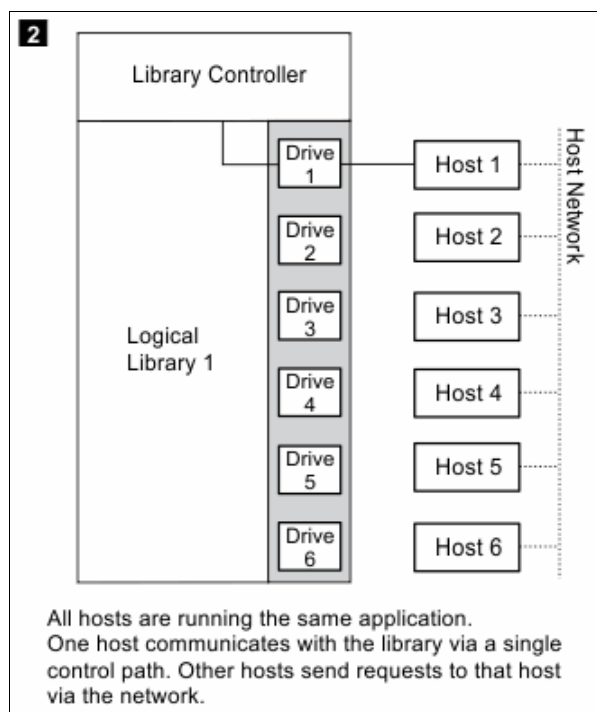 2
Library Controller
Drive
1
Host 1
Drive
2
Host 2
Drive
3
Host 3
Logical
Library 1
Drive
4
Host 4
Drive
5
Host 5
Drive
6
Host 6
Host Network
All hosts are running the same application.
One host communicates with the library via a single
control path. Other hosts send requests to that host
via the network.